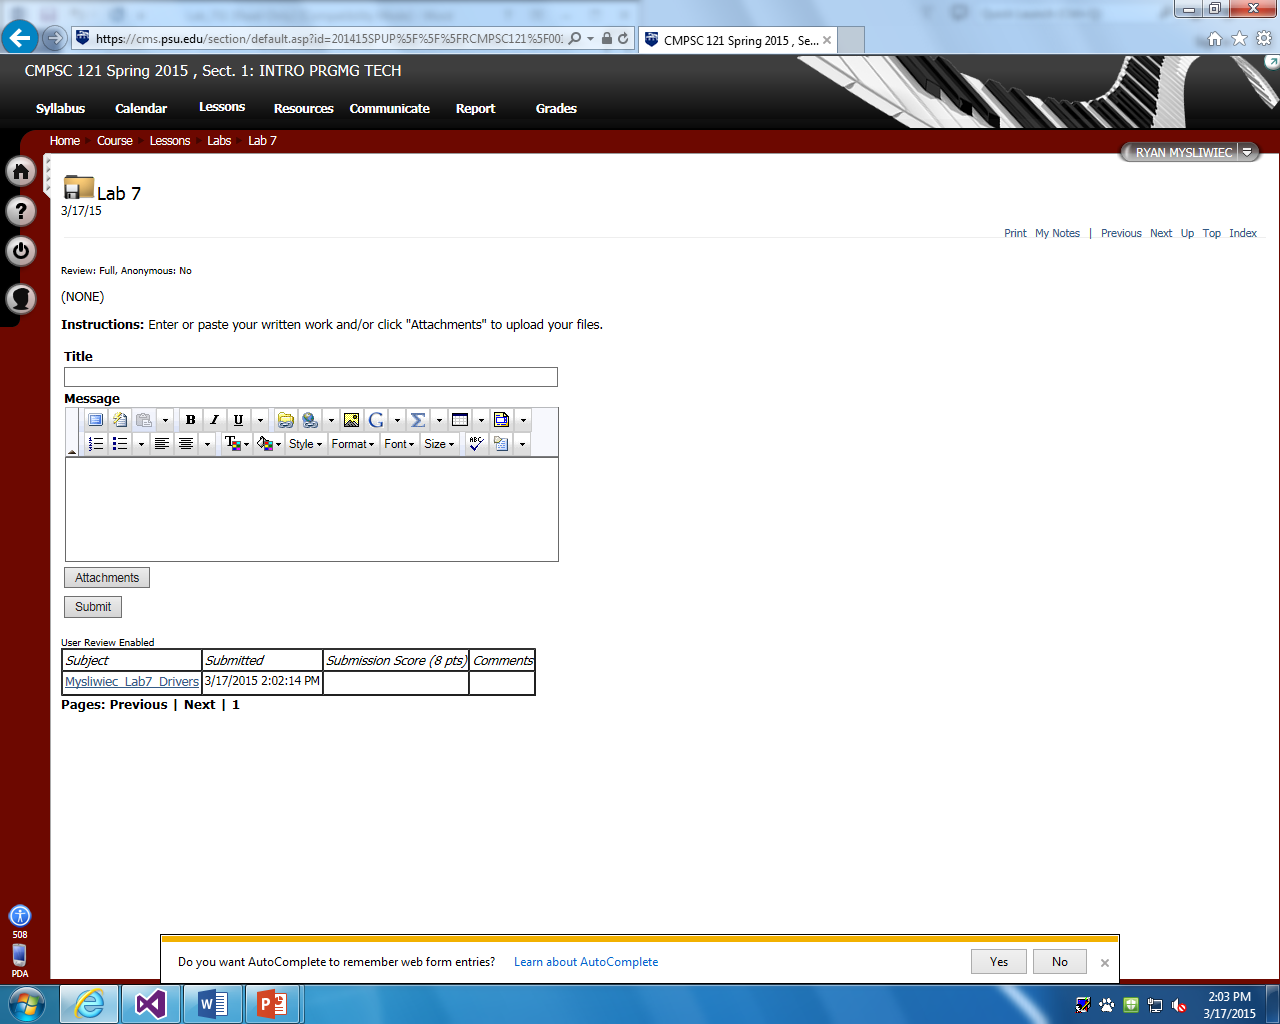 https://cms.psu.edu/section/default.asp?id=201415SPUP%5F%5F%5FRCMPSC121%5F00:
CMPSC 121 Spring 2015 , Se...
CMPSC 121 Spring 2015 , Sect. 1: INTRO PRGMG TECH
Syllabus Calendar Lessons Resources Communicate Report Grades
Home Course Lessons Labs Lab 7
RYAN MYSLIWIEC
Lab 7
3/17/15
Print My Notes | Previous Next Up Top Index
Review: Full, Anonymous: No
(NONE)
Instructions: Enter or paste your written work and/or click "Attachments" to upload your files.
Title
Message
B I U
Style Format Font Size ABC
Attachments
Submit
User Review Enabled
Subject Submitted Submission Score (8 pts) Comments
Mysliwiec_Lab7_Drivers 3/17/2015 2:02:14 PM
Pages: Previous | Next | 1
508
PDA
Do you want AutoComplete to remember web form entries? Learn about AutoComplete Yes No
2:03 PM
3/17/2015